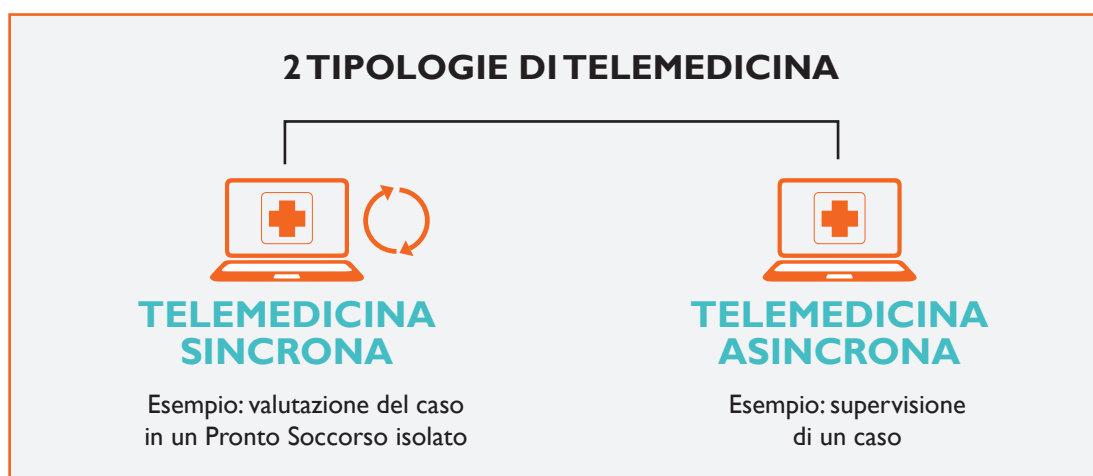 2 TIPOLOGIE DI TELEMEDICINA
TELEMEDICINA
SINCRONA
Esempio: valutazione del caso
in un Pronto Soccorso isolato
TELEMEDICINA
ASINCRONA
Esempio: supervisione
di un caso